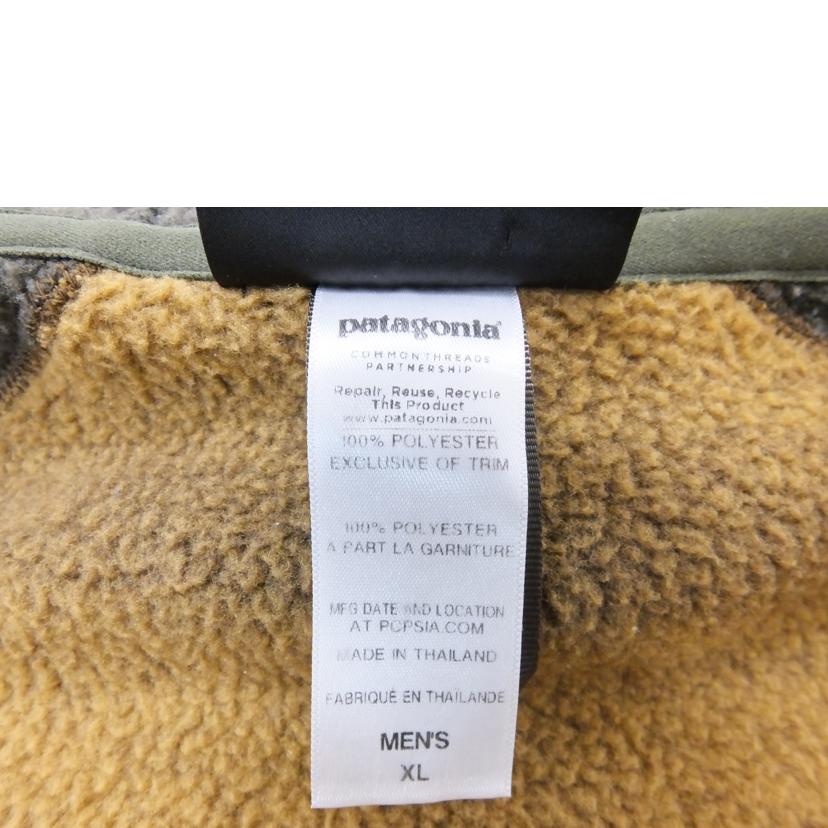 patagonia®
COMMONTHREADS
PARTNERSHIP
Repair, Reuse, Recycle
This Product
www.patagonia.com
100% POLYESTER
EXCLUSIVE OF TRIM
100% POLYESTER
A PART LA GARNITURE
MFG DATE AND LOCATION
AT PCPSIA.COM
MADE IN THAILAND
FABRIQUÉ EN THAÏLANDE
MEN'S
XL